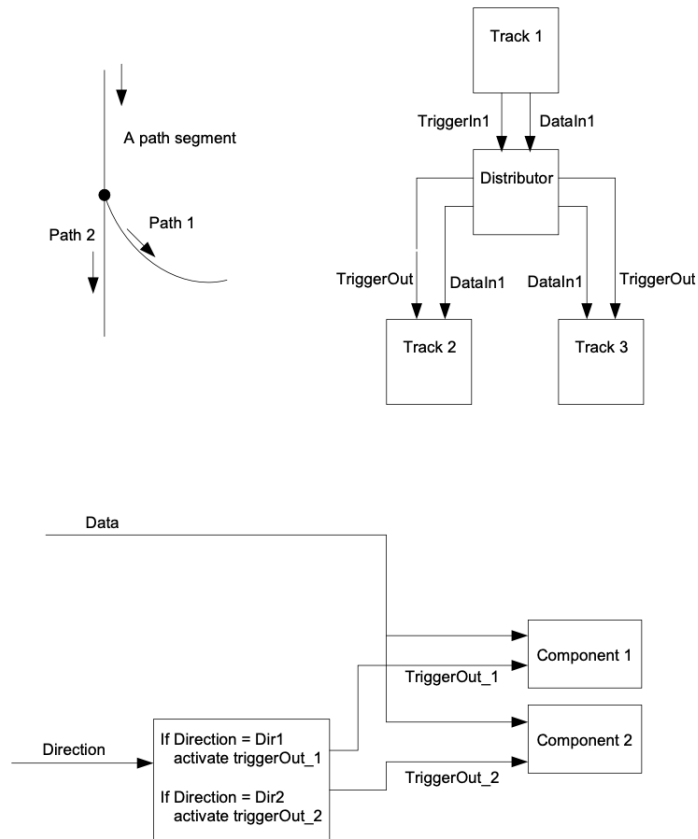 A path segment
Path 1
Path 2
Track 1
TriggerIn1
DataIn1
Distributor
TriggerOut
DataIn1
DataIn1
TriggerOut
Track 2
Track 3
Data
Component 1
TriggerOut_1
Direction
If Direction = Dir1
activate triggerOut_1
If Direction = Dir2
activate triggerOut_2
Component 2
TriggerOut_2